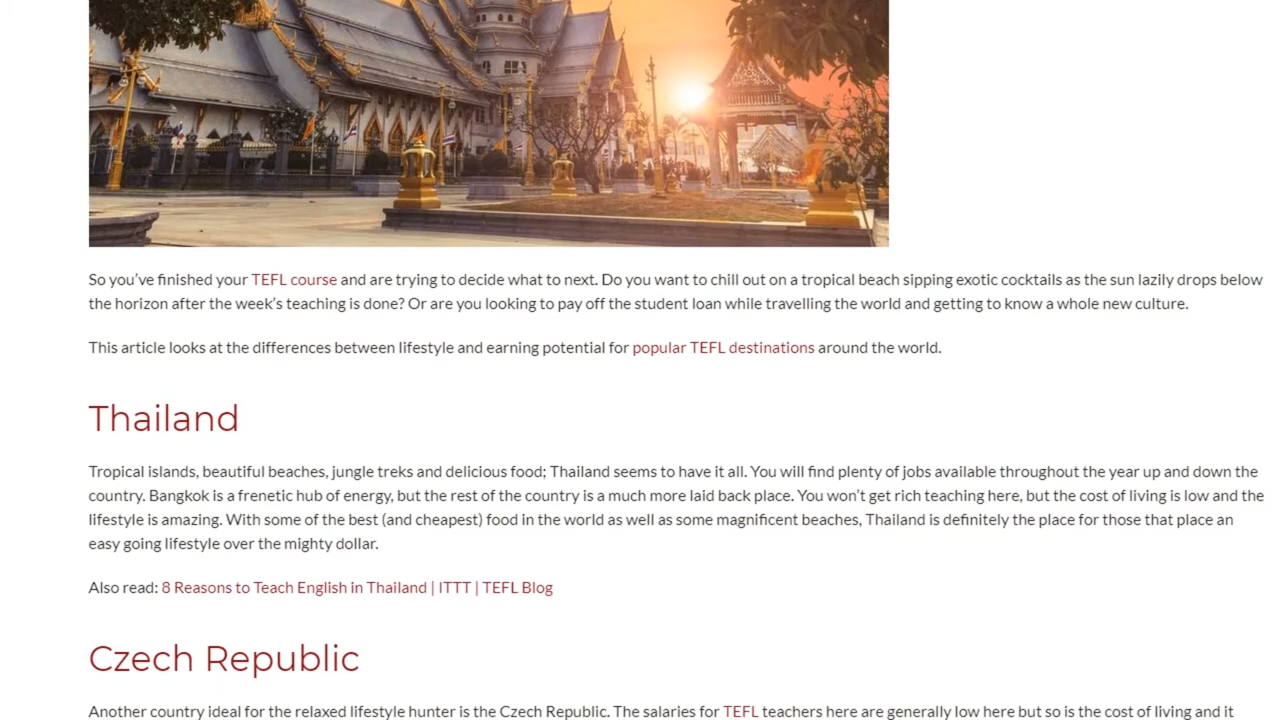 So you’ve finished your TEFL course and are trying to decide what to next. Do you want to chill out on a tropical beach sipping exotic cocktails as the sun lazily drops below
the horizon after the week’s teaching is done? Or are you looking to pay off the student loan while travelling the world and getting to know a whole new culture.
This article looks at the differences between lifestyle and earning potential for popular TEFL destinations around the world.
Thailand
Tropical islands, beautiful beaches, jungle treks and delicious food; Thailand seems to have it all. You will find plenty of jobs available throughout the year up and down the
country. Bangkok is a frenetic hub of energy, but the rest of the country is a much more laid back place. You won’t get rich teaching here, but the cost of living is low and the
lifestyle is amazing. With some of the best (and cheapest) food in the world as well as some magnificent beaches, Thailand is definitely the place for those that place an
easy going lifestyle over the mighty dollar.
Also read: 8 Reasons to Teach English in Thailand | ITTT | TEFL Blog
Czech Republic
Another country ideal for the relaxed lifestyle hunter is the Czech Republic. The salaries for TEFL teachers here are generally low here but so is the cost of living and it